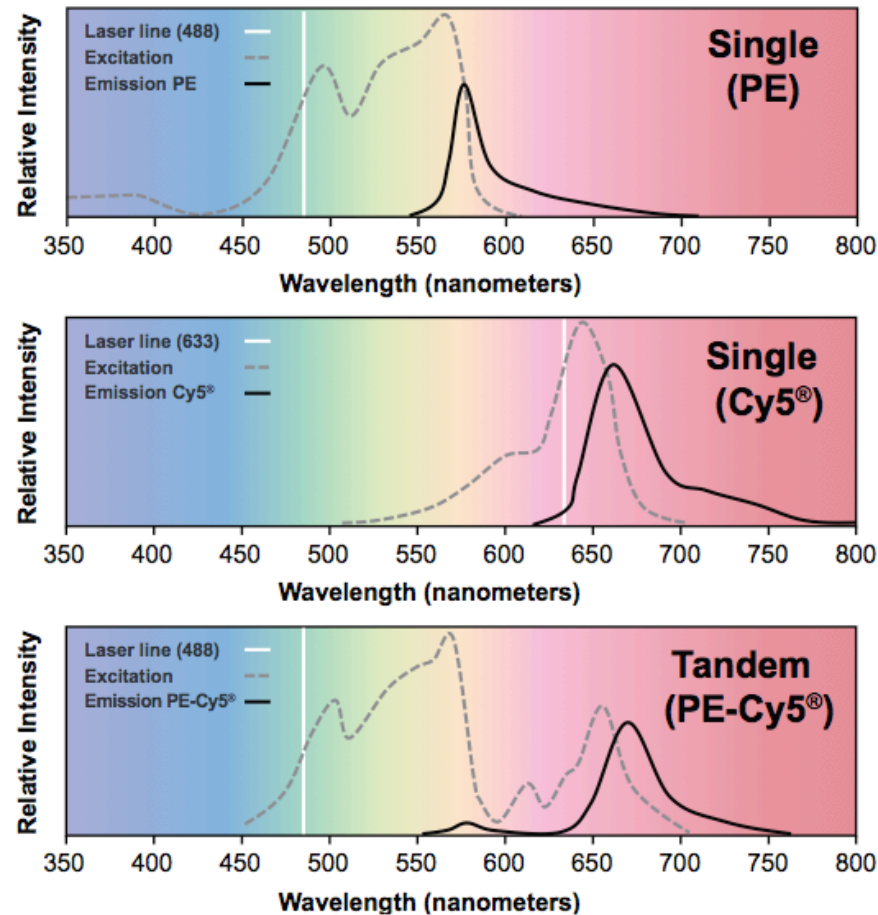 Relative Intensity
Laser line (488)
Excitation
Emission PE
Single
(PE)
350 400 450 500 550 600 650 700 750 800
Wavelength (nanometers)
Relative Intensity
Laser line (633)
Excitation
Emission Cy5®
Single
(Cy5®)
350 400 450 500 550 600 650 700 750 800
Wavelength (nanometers)
Relative Intensity
Laser line (488)
Excitation
Emission PE-Cy5®
Tandem
(PE-Cy5®)
350 400 450 500 550 600 650 700 750 800
Wavelength (nanometers)